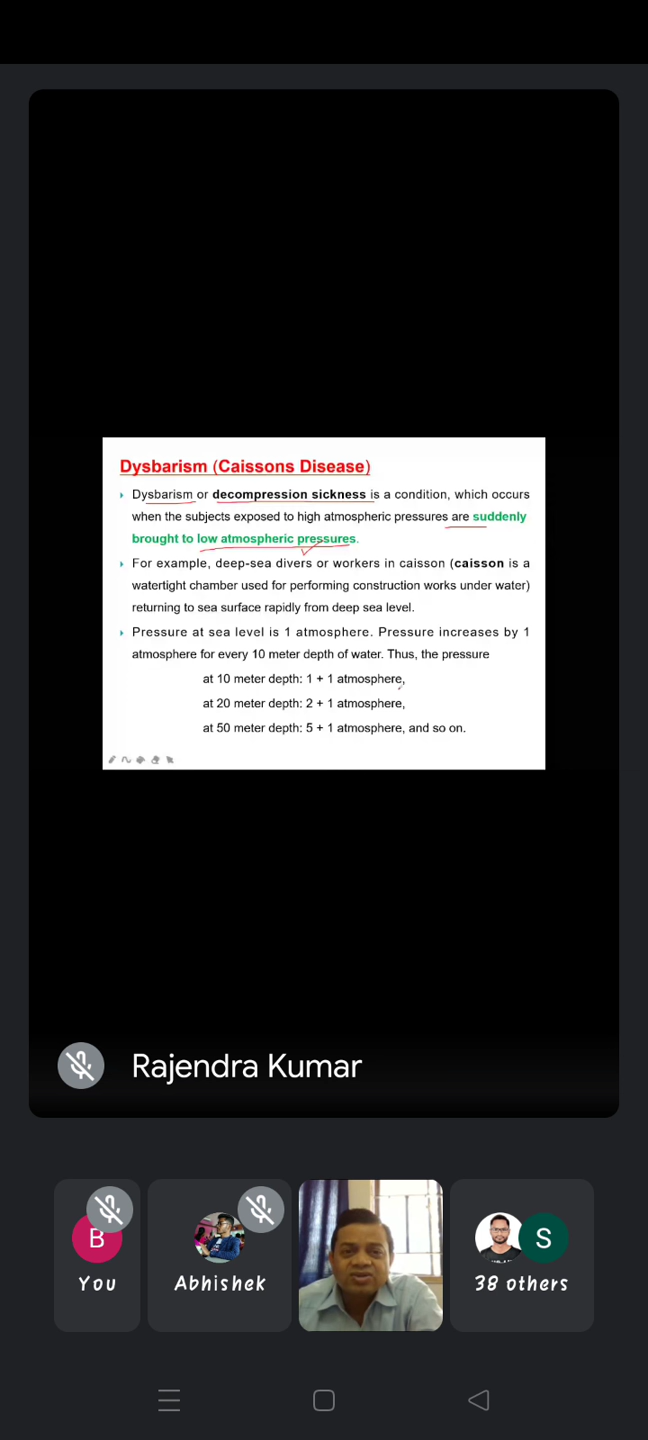 Dysbarism (Caissons Disease)
Dysbarism or decompression sickness is a condition, which occurs
when the subjects exposed to high atmospheric pressures are suddenly
brought to low atmospheric pressures.
For example, deep-sea divers or workers in caisson (caisson is a
watertight chamber used for performing construction works under water)
returning to sea surface rapidly from deep sea level.
Pressure at sea level is 1 atmosphere. Pressure increases by 1
atmosphere for every 10 meter depth of water. Thus, the pressure
at 10 meter depth: 1 + 1 atmosphere,
at 20 meter depth: 2 + 1 atmosphere,
at 50 meter depth: 5 + 1 atmosphere, and so on.
Rajendra Kumar
B
S
You
Abhishek
38 others